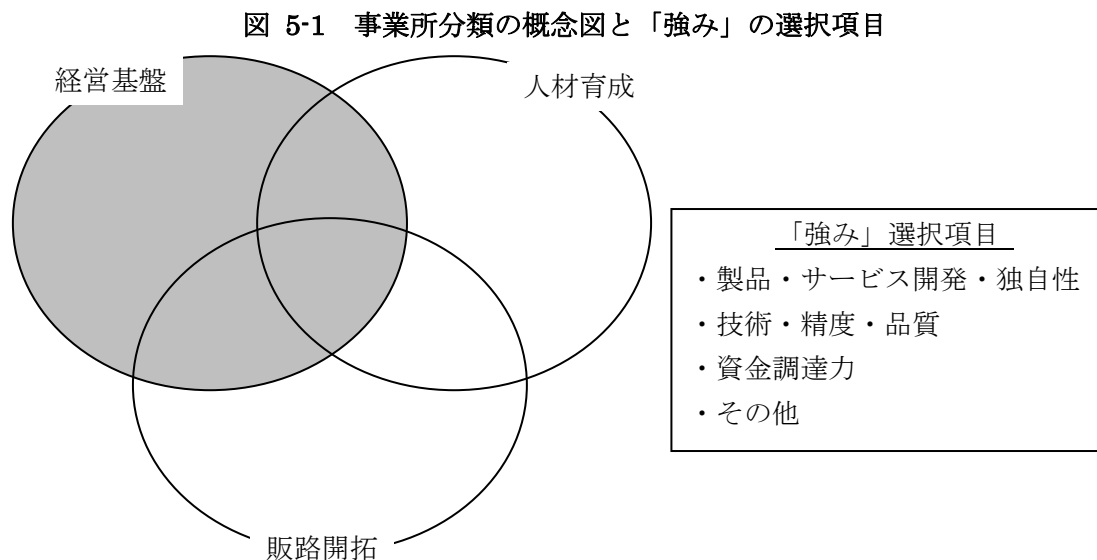 図 5-1 事業所分類の概念図と「強み」の選択項目
経営基盤
人材育成
「強み」選択項目
・製品・サービス開発・独自性
・技術・精度・品質
・資金調達力
・その他
販路開拓